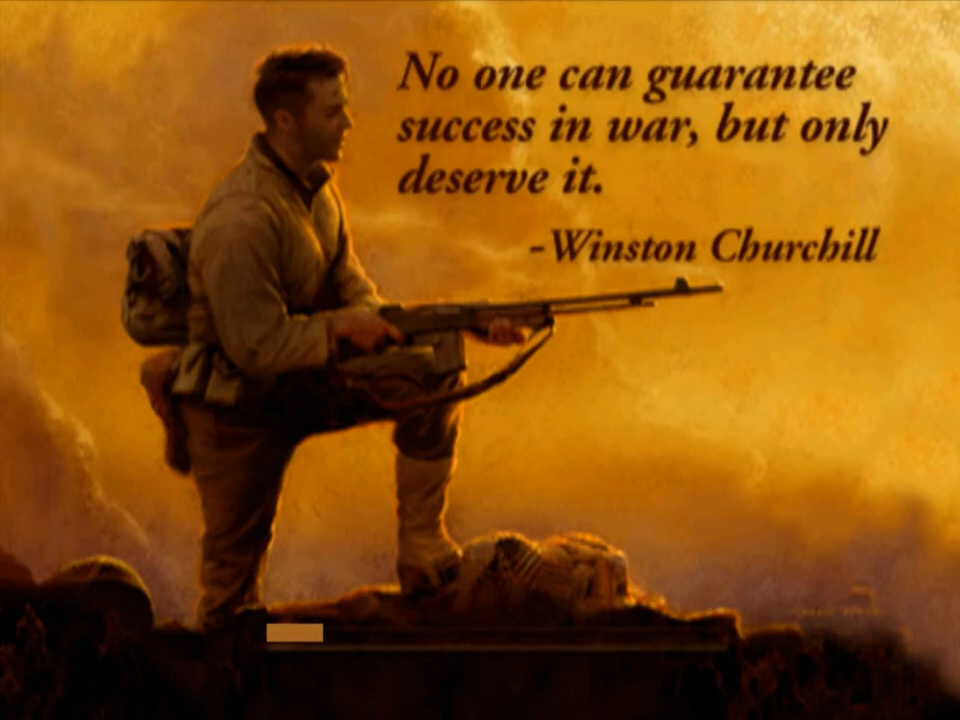 No one can guarantee
success in war, but only
deserve it.
-Winston Churchill